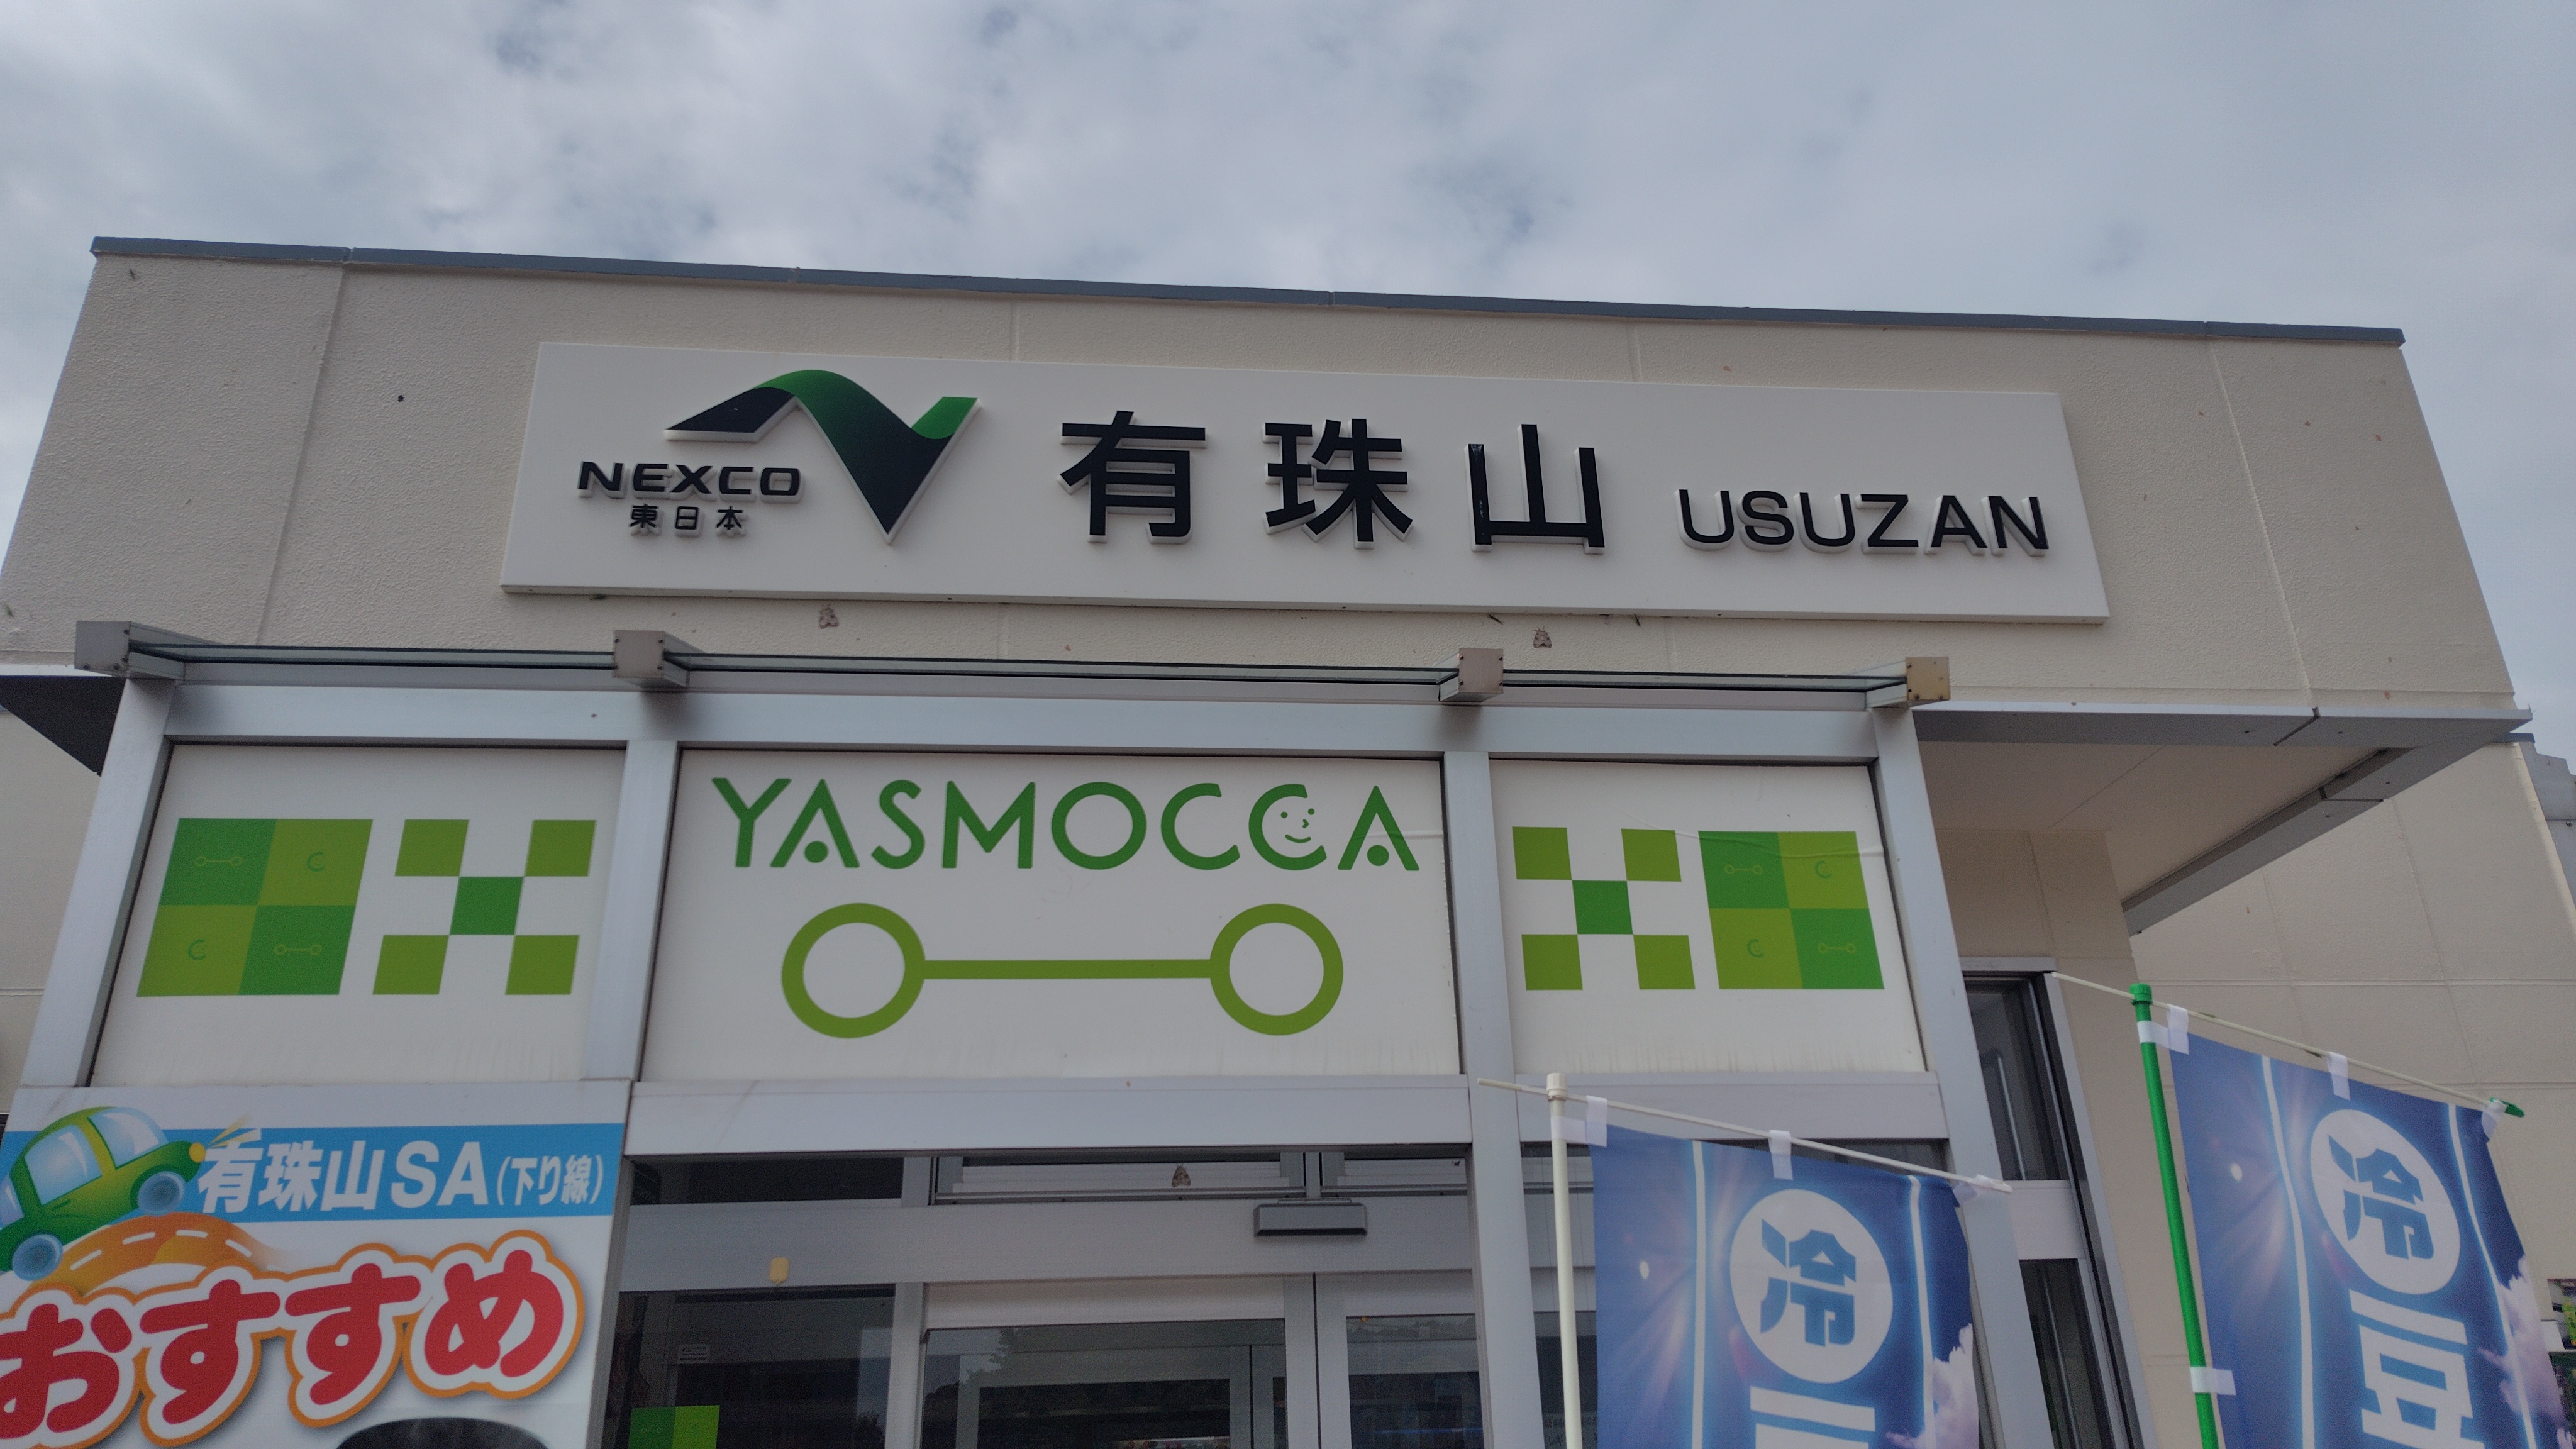 NEXCO
東日本
有珠山 USUZAN
YASMOCCA
有珠山SA(下り線)
おすすめ
冷
冷